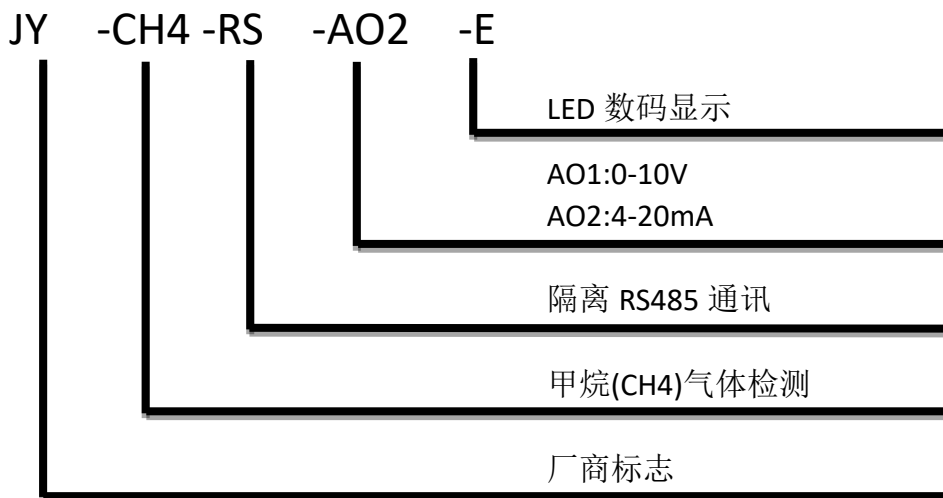 JY -CH4 -RS -AO2 -E
LED 数码显示
AO1:0-10V
AO2:4-20mA
隔离 RS485 通讯
甲烷(CH4)气体检测
厂商标志